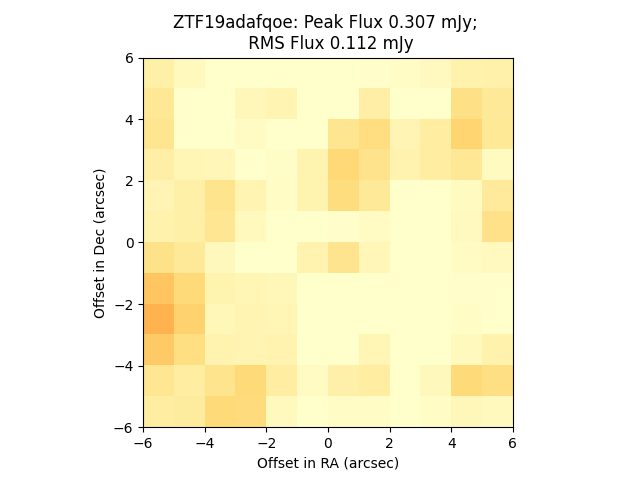 ZTF19adafqoe: Peak Flux 0.307 mJy;
RMS Flux 0.112 mJy
6
4
2
0
−2
−4
−6
Offset in Dec (arcsec)
−6 −4 −2 0 2 4 6
Offset in RA (arcsec)